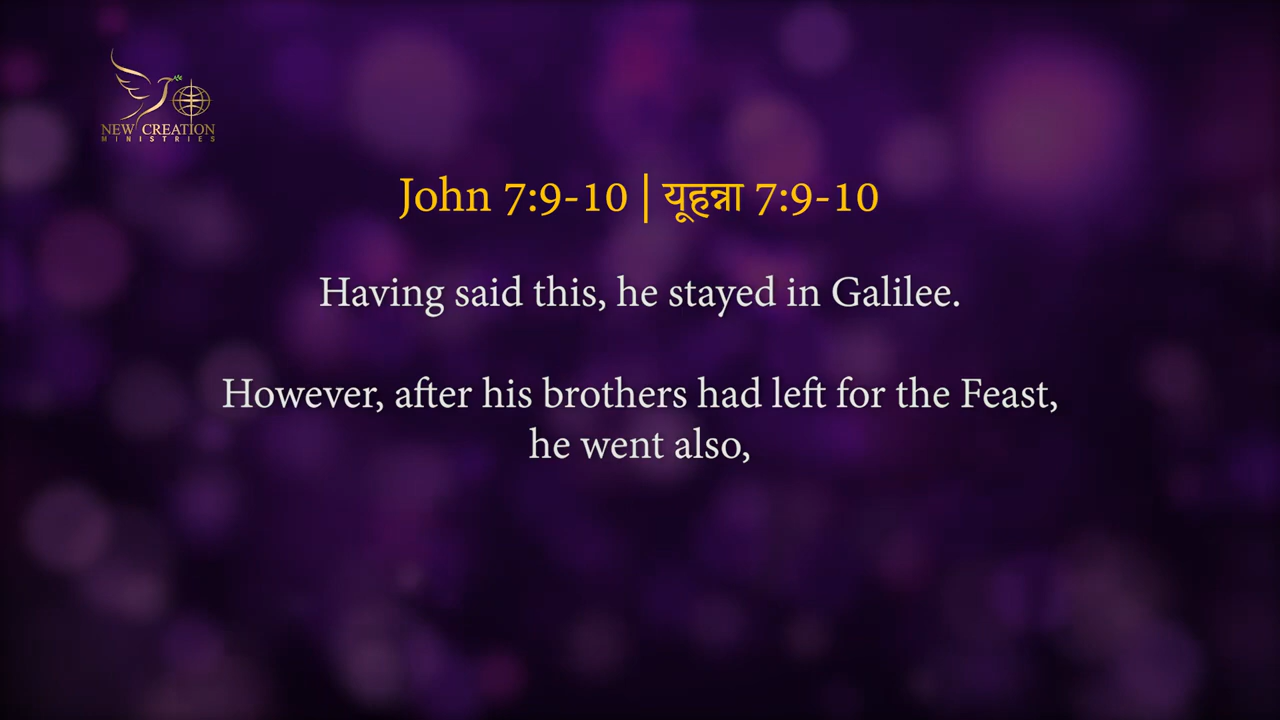 NEW CREATION
MINISTRIES
John 7:9-10 | यूहन्ना 7:9-10
Having said this, he stayed in Galilee.
However, after his brothers had left for the Feast,
he went also,